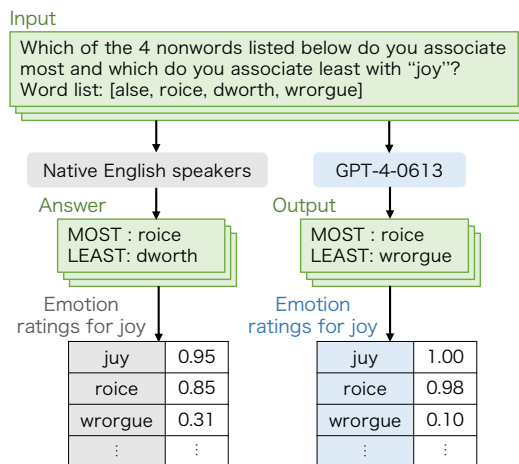 Input
Which of the 4 nonwords listed below do you associate
most and which do you associate least with “joy”?
Word list: [alse, roice, dworth, wrorgue]
Native English speakers
GPT-4-0613
Answer
Output
MOST : roice
LEAST: dworth
MOST : roice
LEAST: wrorgue
Emotion
ratings for joy
Emotion
ratings for joy
juy 0.95
roice 0.85
wrorgue 0.31
⋮ ⋮
juy 1.00
roice 0.98
wrorgue 0.10
⋮ ⋮